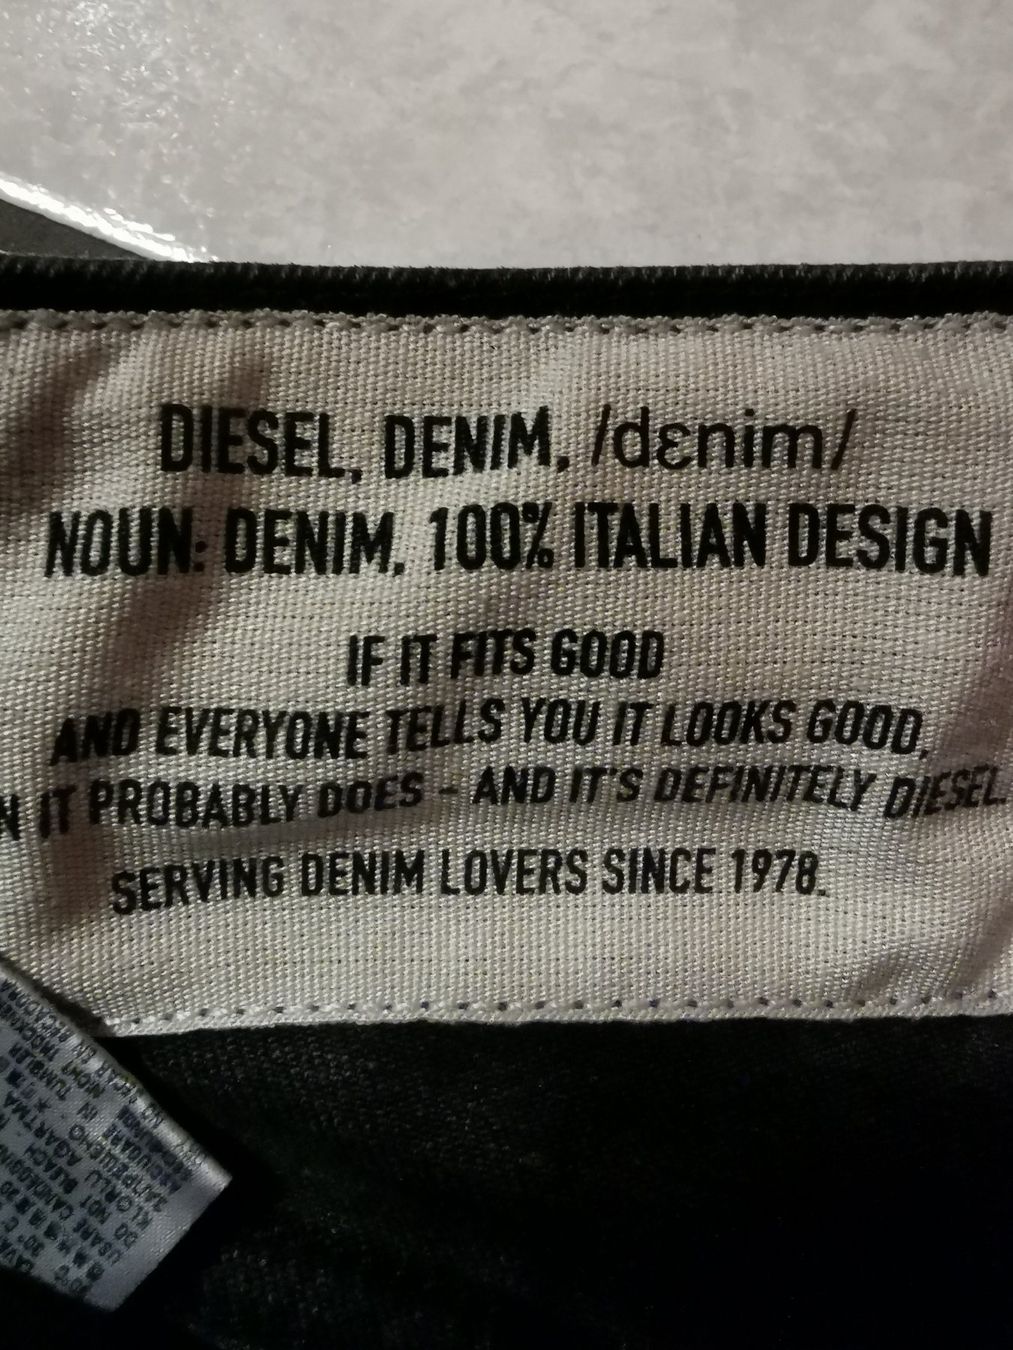 DIESEL, DENIM, /dɛnim/
NOUN: DENIM, 100% ITALIAN DESIGN
IF IT FITS GOOD
AND EVERYONE TELLS YOU IT LOOKS GOOD,
N IT PROBABLY DOES - AND IT'S DEFINITELY DIESEL.
SERVING DENIM LOVERS SINCE 1978.